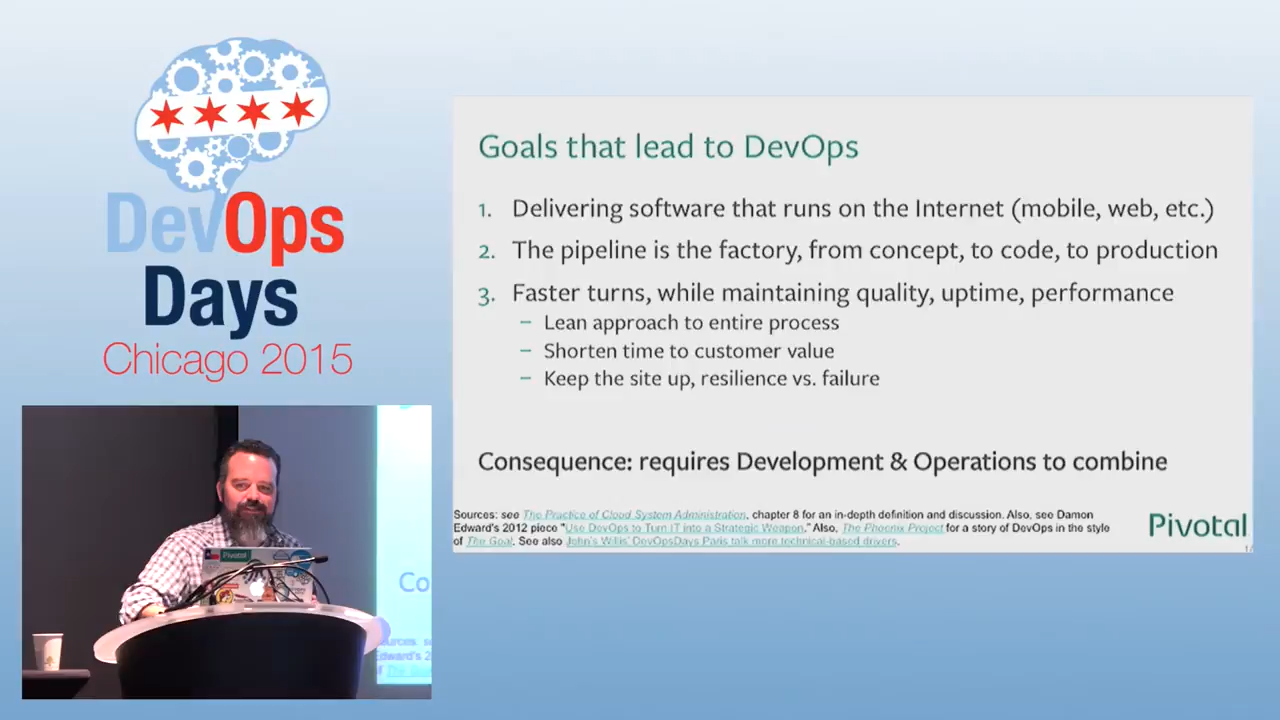 DevOps
Days
Chicago 2015
Goals that lead to DevOps
1. Delivering software that runs on the Internet (mobile, web, etc.)
2. The pipeline is the factory, from concept, to code, to production
3. Faster turns, while maintaining quality, uptime, performance
– Lean approach to entire process
– Shorten time to customer value
– Keep the site up, resilience vs. failure
Consequence: requires Development & Operations to combine
Sources: see The Practice of Cloud System Administration, chapter 8 for an in-depth definition and discussion. Also, see Damon
Edward's 2012 piece "Use DevOps to Turn IT into a Strategic Weapon." Also, The Phoenix Project for a story of DevOps in the style
of The Goal. See also John's Willis' DevOpsDays Paris talk more technical-based drivers.
Pivotal
Pivotal
Co
Edward's 2
of The